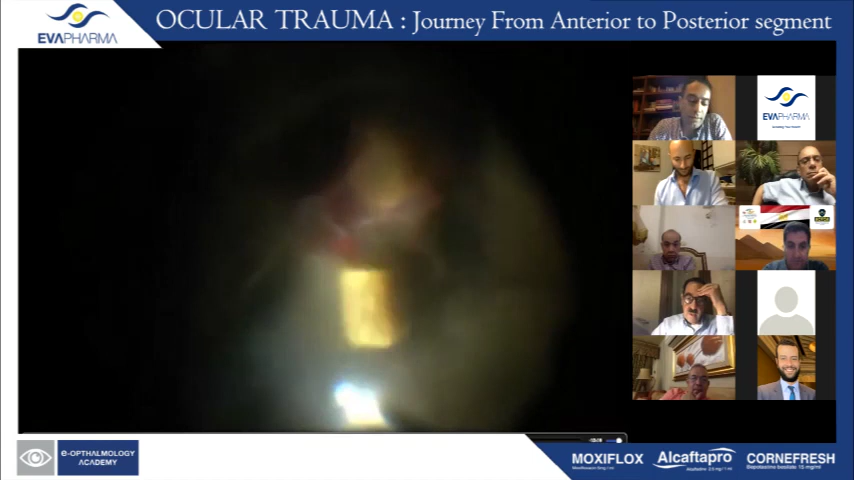 EVAPHARMA
OCULAR TRAUMA : Journey From Anterior to Posterior segment
EVAPHARMA
e-OPTHALMOLOGY
ACADEMY
MOXIFLOX
Alcaftapro
CORNEFRESH